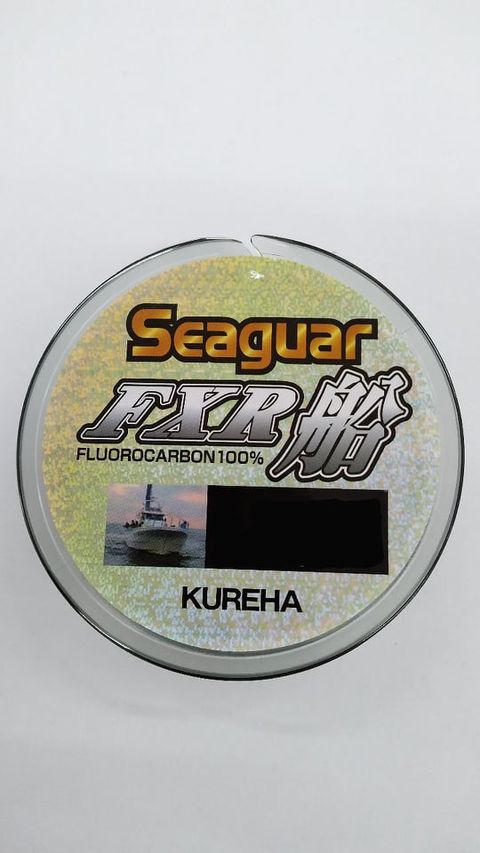 Seaguar
FXR船
FLUOROCARBON100%
KUREHA